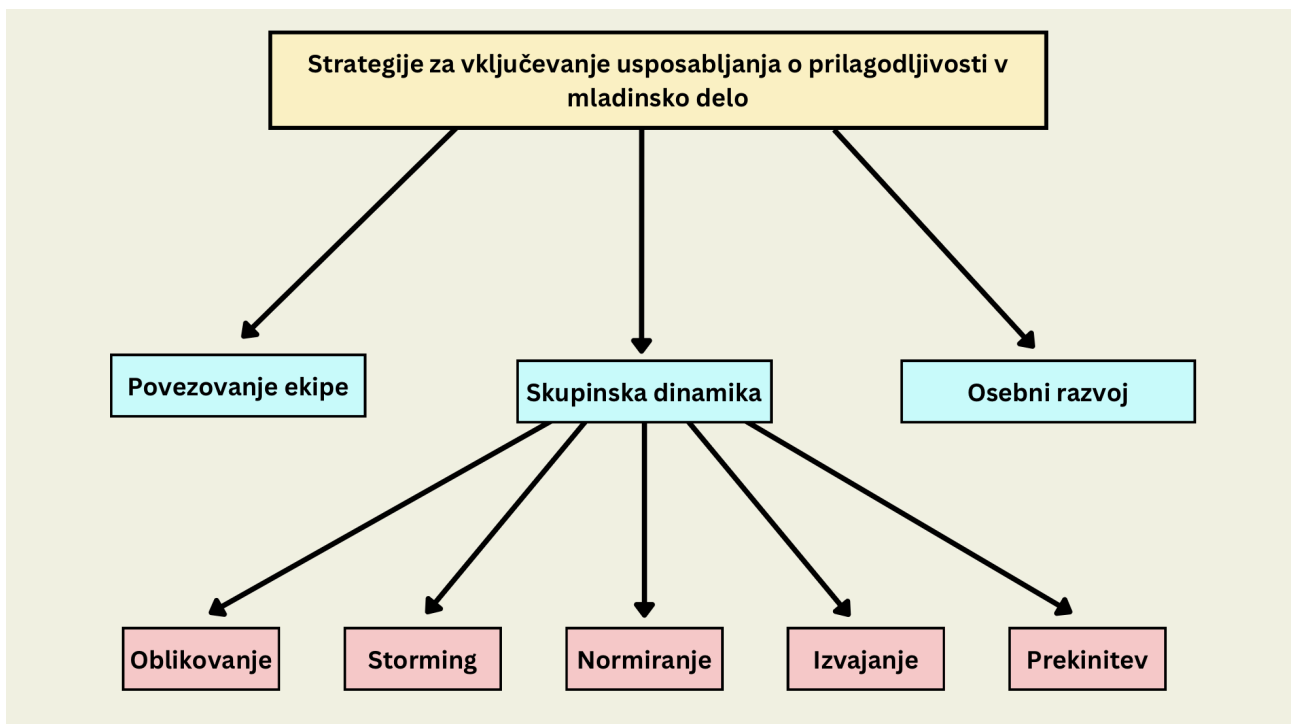 Strategije za vključevanje usposabljanja o prilagodljivosti v
mladinsko delo
Povezovanje ekipe
Skupinska dinamika
Osebni razvoj
Oblikovanje
Storming
Normiranje
Izvajanje
Prekinitev